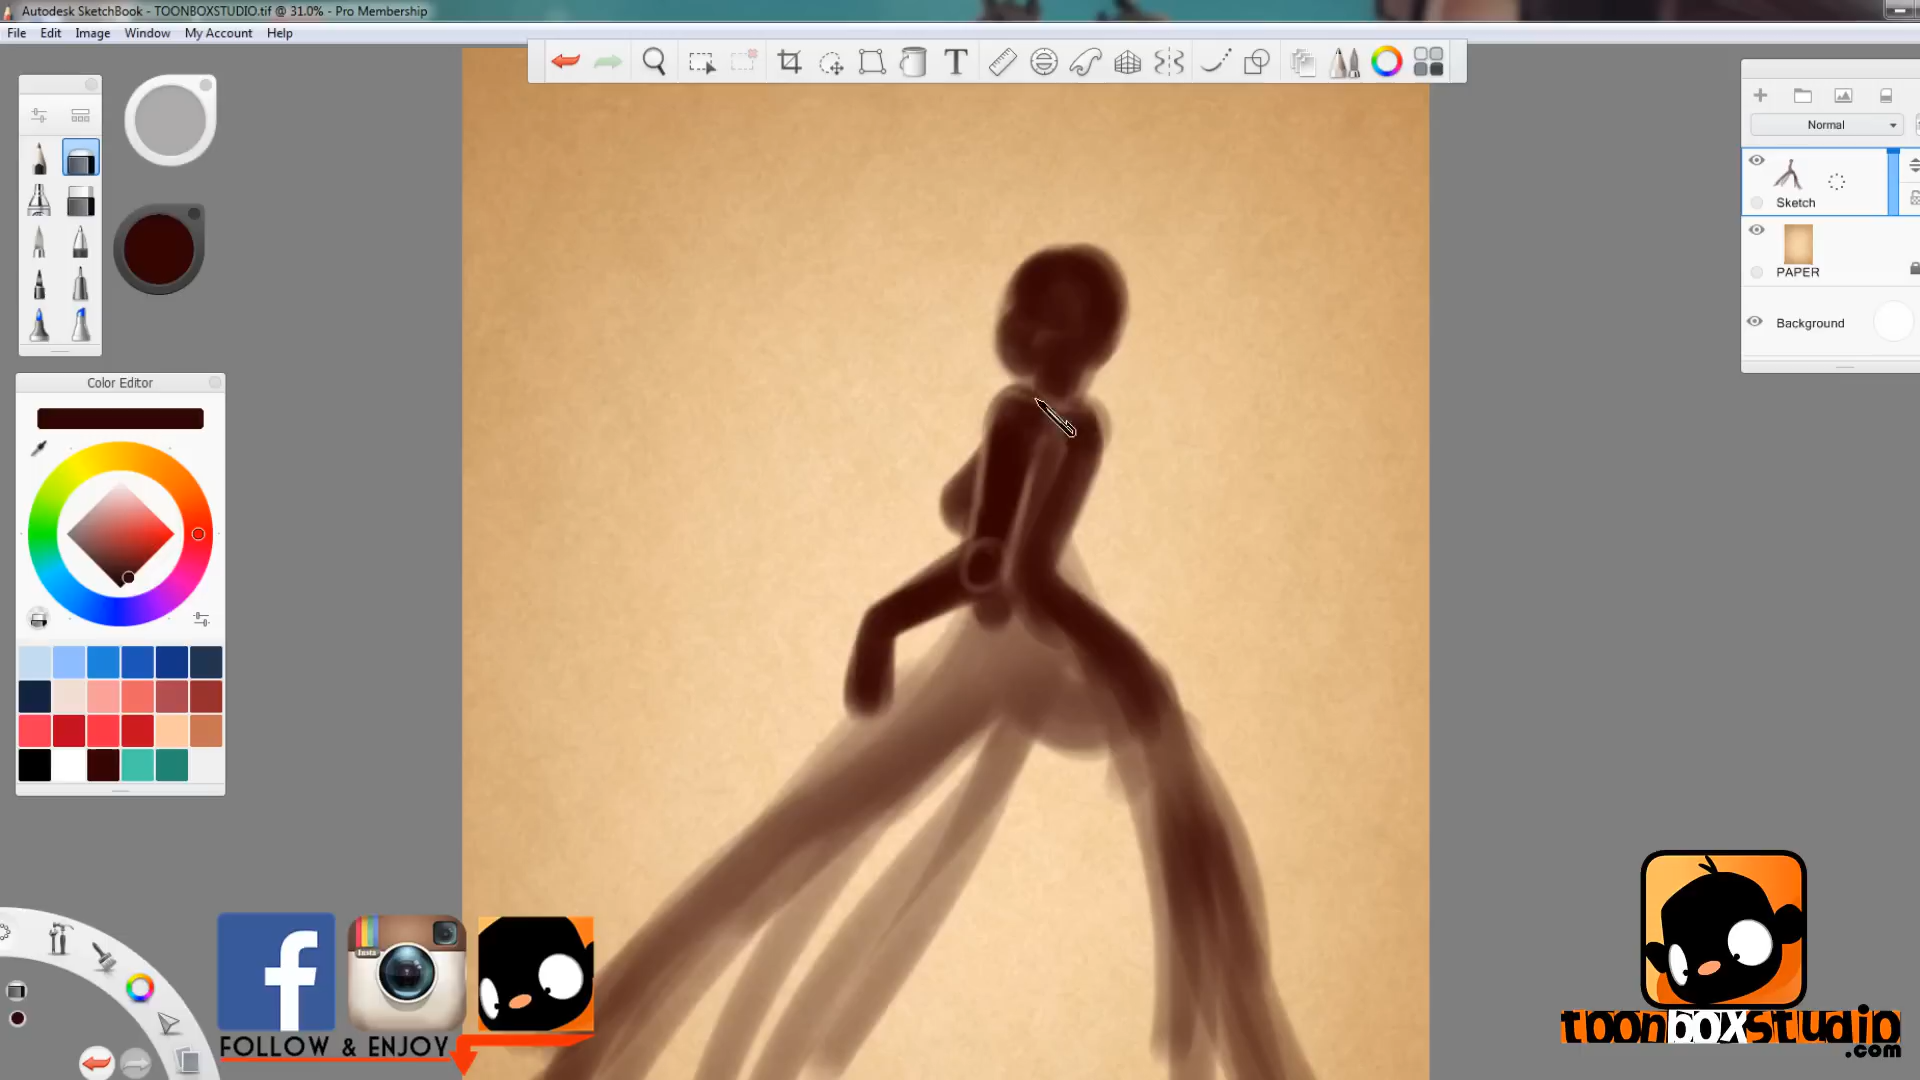 Autodesk SketchBook - TOONBOXSTUDIO.tif @ 31.0% - Pro Membership
File Edit Image Window My Account Help
T
Normal
Sketch
PAPER
Background
Color Editor
f
Insta
FOLLOW & ENJOY
toonboxstudio
.com